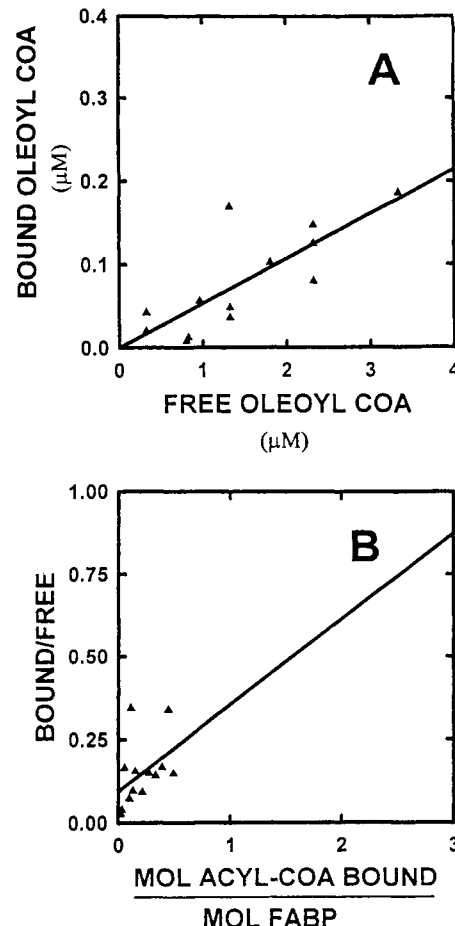 A
BOUND OLEOYL COA
(μM)
0.4
0.3
0.2
0.1
0.0
0 1 2 3 4
FREE OLEOYL COA
(μM)
B
BOUND/FREE
1.00
0.75
0.50
0.25
0.00
0 1 2 3
MOL ACYL-COA BOUND
MOL FABP